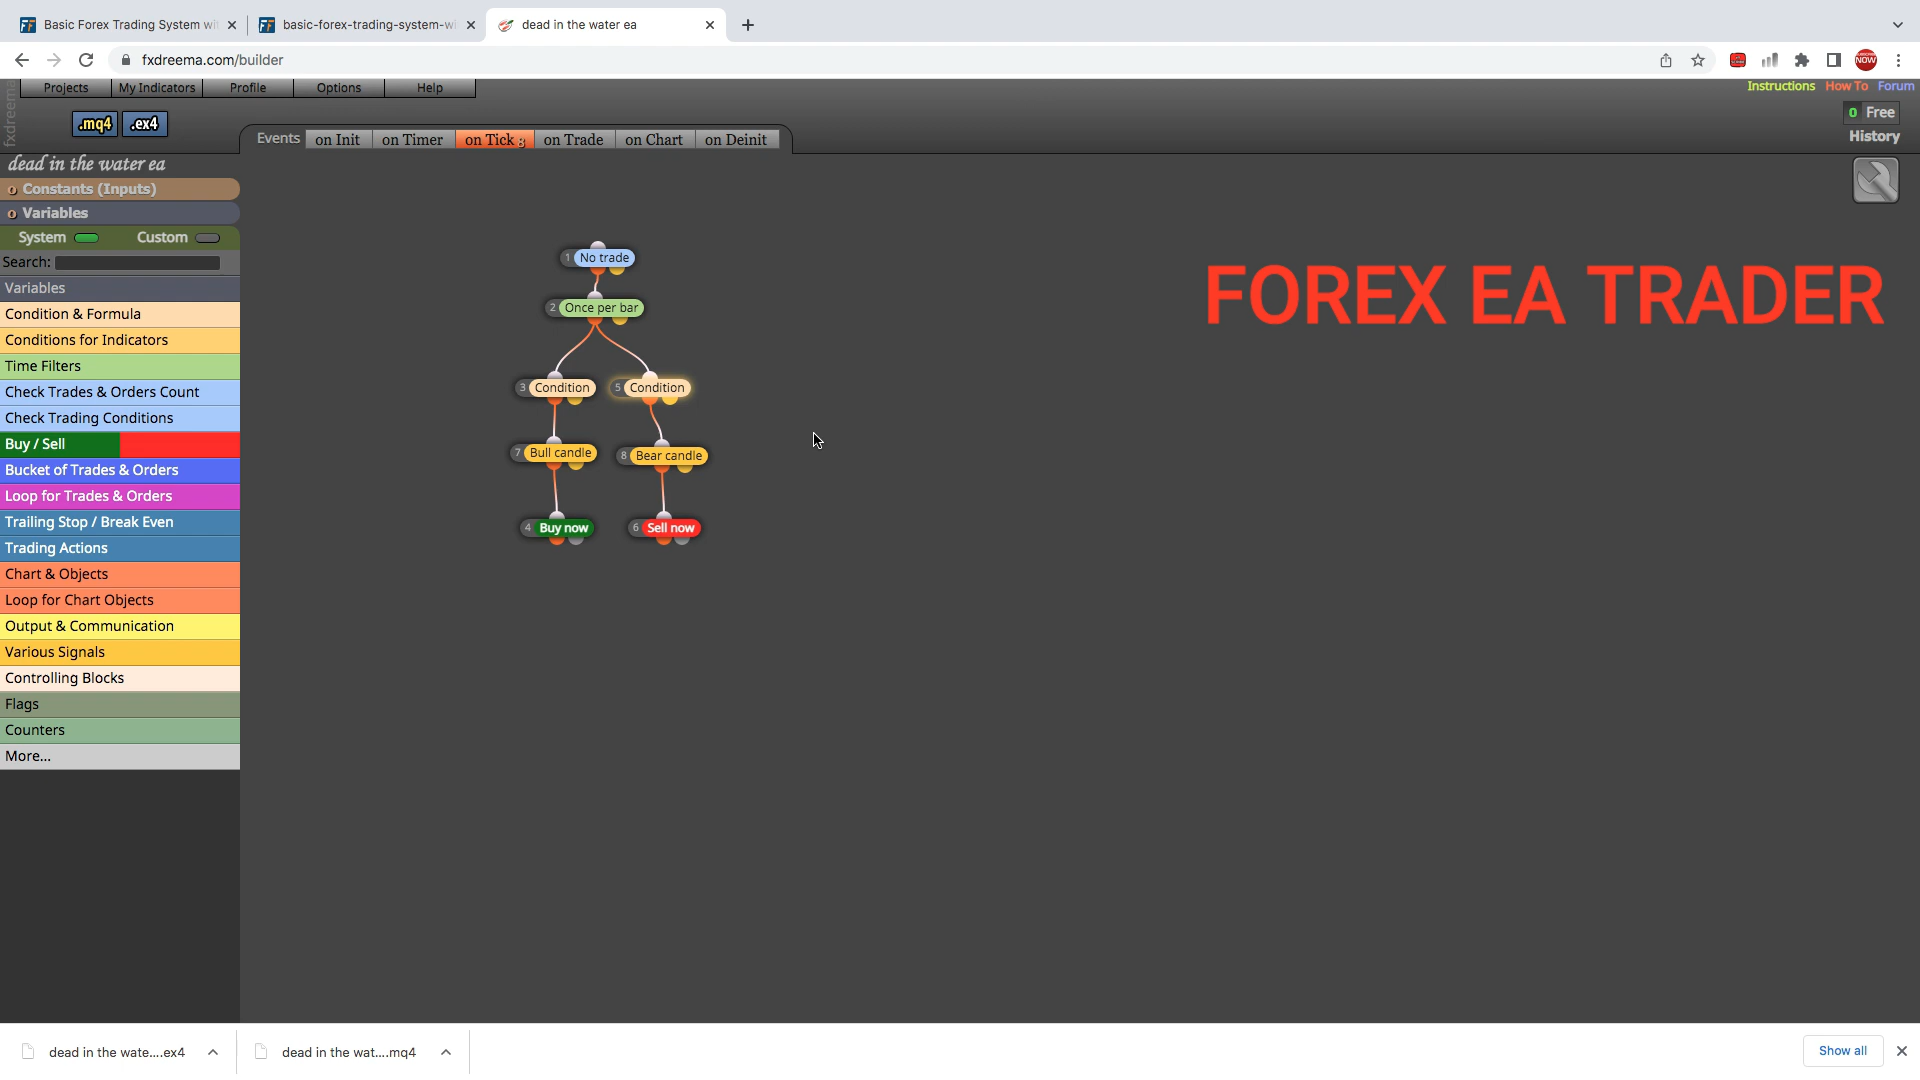 Basic Forex Trading System wi
basic-forex-trading-system-w
dead in the water ea
fxdreema.com/builder
NOW
Projects
My Indicators
Profile
Options
Help
Instructions
How To
Forum
fxdreema
.mq4
.ex4
0 Free
History
Events
on Init
on Timer
on Tick 8
on Trade
on Chart
on Deinit
dead in the water ea
0 Constants (Inputs)
0 Variables
System
Custom
Search:
Variables
Condition & Formula
Conditions for Indicators
Time Filters
Check Trades & Orders Count
Check Trading Conditions
Buy / Sell
Bucket of Trades & Orders
Loop for Trades & Orders
Trailing Stop / Break Even
Trading Actions
Chart & Objects
Loop for Chart Objects
Output & Communication
Various Signals
Controlling Blocks
Flags
Counters
More...
1 No trade
2 Once per bar
3 Condition
5 Condition
7 Bull candle
8 Bear candle
4 Buy now
6 Sell now
FOREX EA TRADER
dead in the wate....ex4
dead in the wat....mq4
Show all